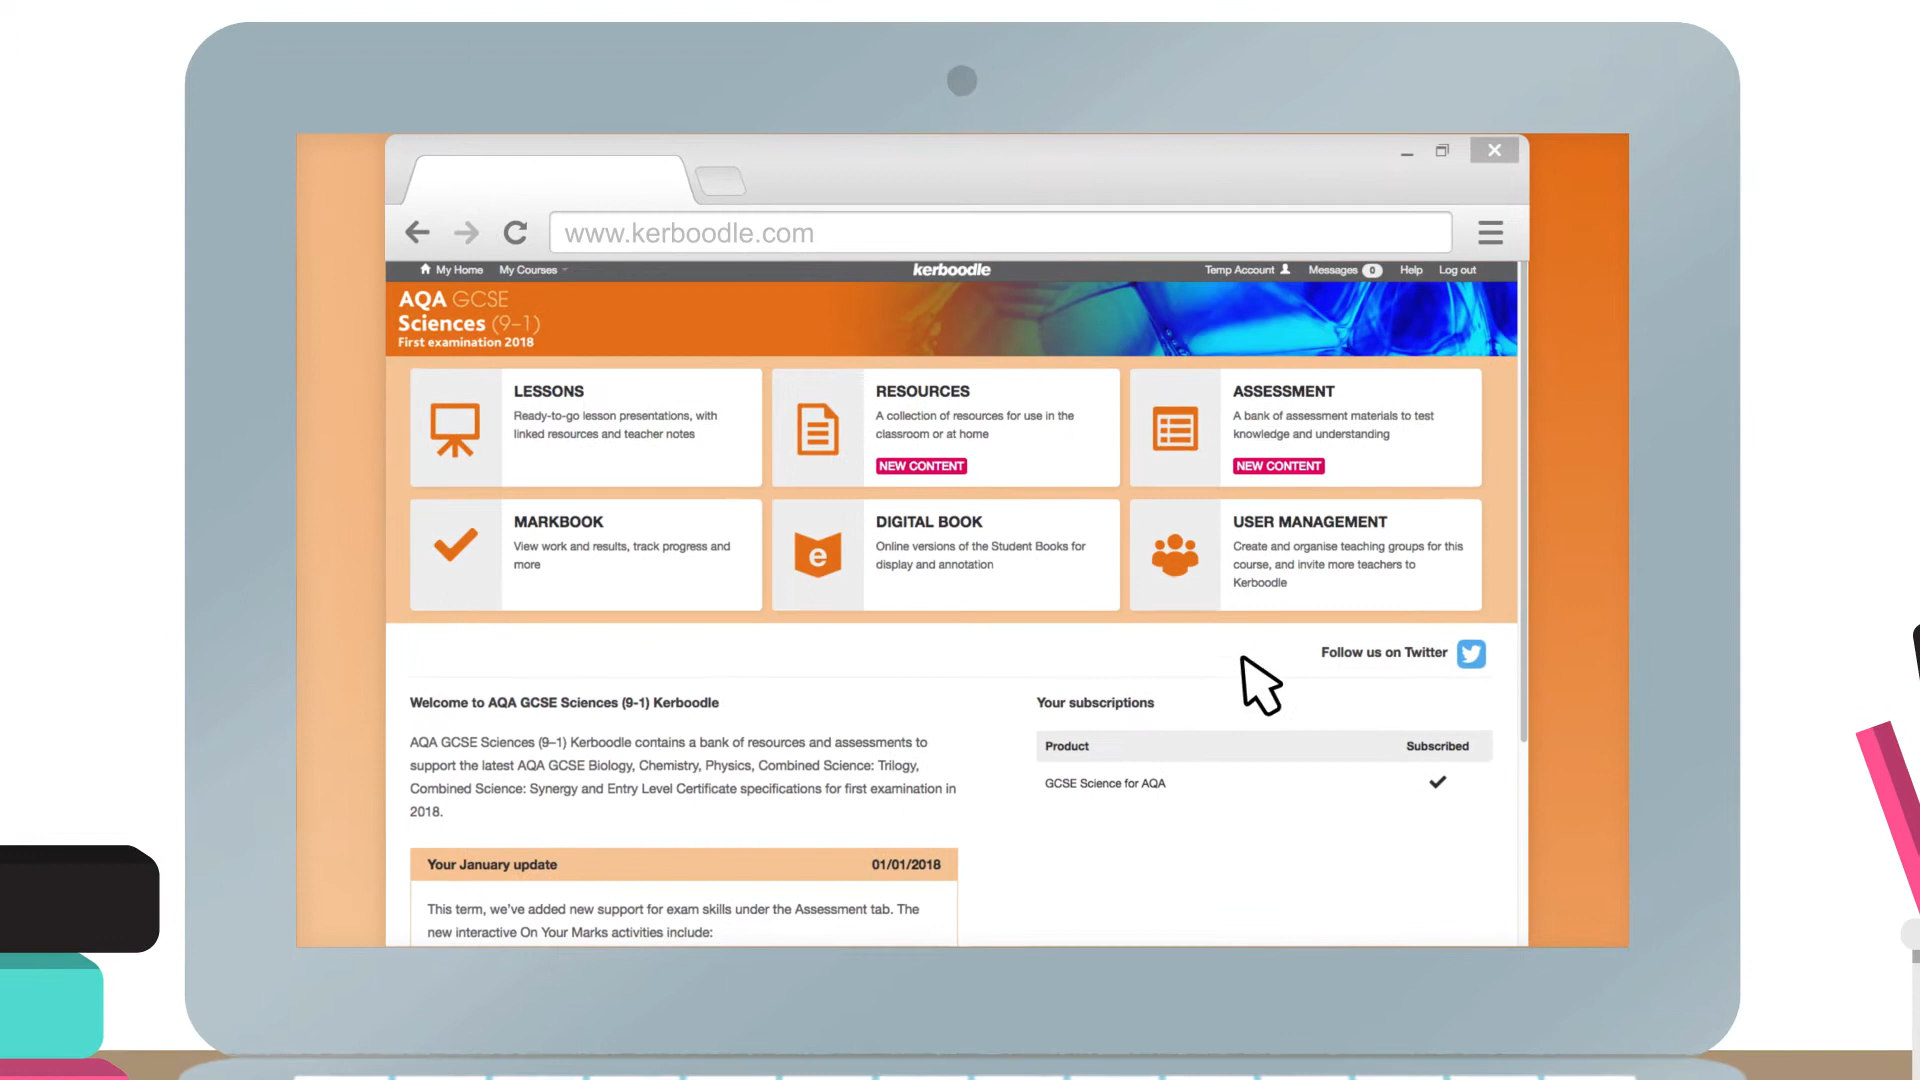 www.kerboodle.com
My Home My Courses kerboodle Temp Account Messages 0 Help Log out
AQA GCSE
Sciences (9–1)
First examination 2018
LESSONS
Ready-to-go lesson presentations, with
linked resources and teacher notes
RESOURCES
A collection of resources for use in the
classroom or at home
NEW CONTENT
ASSESSMENT
A bank of assessment materials to test
knowledge and understanding
NEW CONTENT
MARKBOOK
View work and results, track progress and
more
e
DIGITAL BOOK
Online versions of the Student Books for
display and annotation
USER MANAGEMENT
Create and organise teaching groups for this
course, and invite more teachers to
Kerboodle
Follow us on Twitter
Welcome to AQA GCSE Sciences (9-1) Kerboodle
AQA GCSE Sciences (9–1) Kerboodle contains a bank of resources and assessments to
support the latest AQA GCSE Biology, Chemistry, Physics, Combined Science: Trilogy,
Combined Science: Synergy and Entry Level Certificate specifications for first examination in
2018.
Your January update 01/01/2018
This term, we've added new support for exam skills under the Assessment tab. The
new interactive On Your Marks activities include:
Your subscriptions
Product Subscribed
GCSE Science for AQA